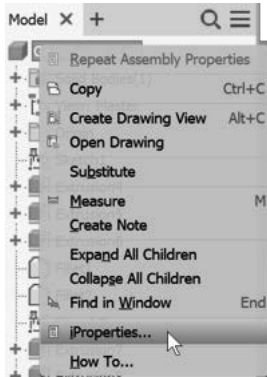 Model × +
Repeat Assembly Properties
Copy Ctrl+C
Create Drawing View Alt+C
Open Drawing
Substitute
Measure M
Create Note
Expand All Children
Collapse All Children
Find in Window End
iProperties...
How To...